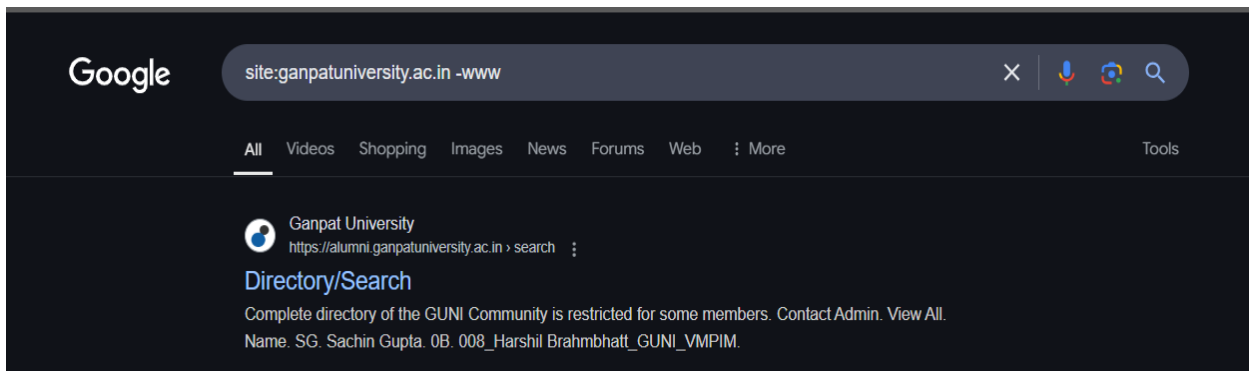 Google
site:ganpatuniversity.ac.in -www
All Videos Shopping Images News Forums Web More Tools
Ganpat University
https://alumni.ganpatuniversity.ac.in › search
Directory/Search
Complete directory of the GUNI Community is restricted for some members. Contact Admin. View All.
Name. SG. Sachin Gupta. 0B. 008_Harshil Brahmbhatt_GUNI_VMPIM.